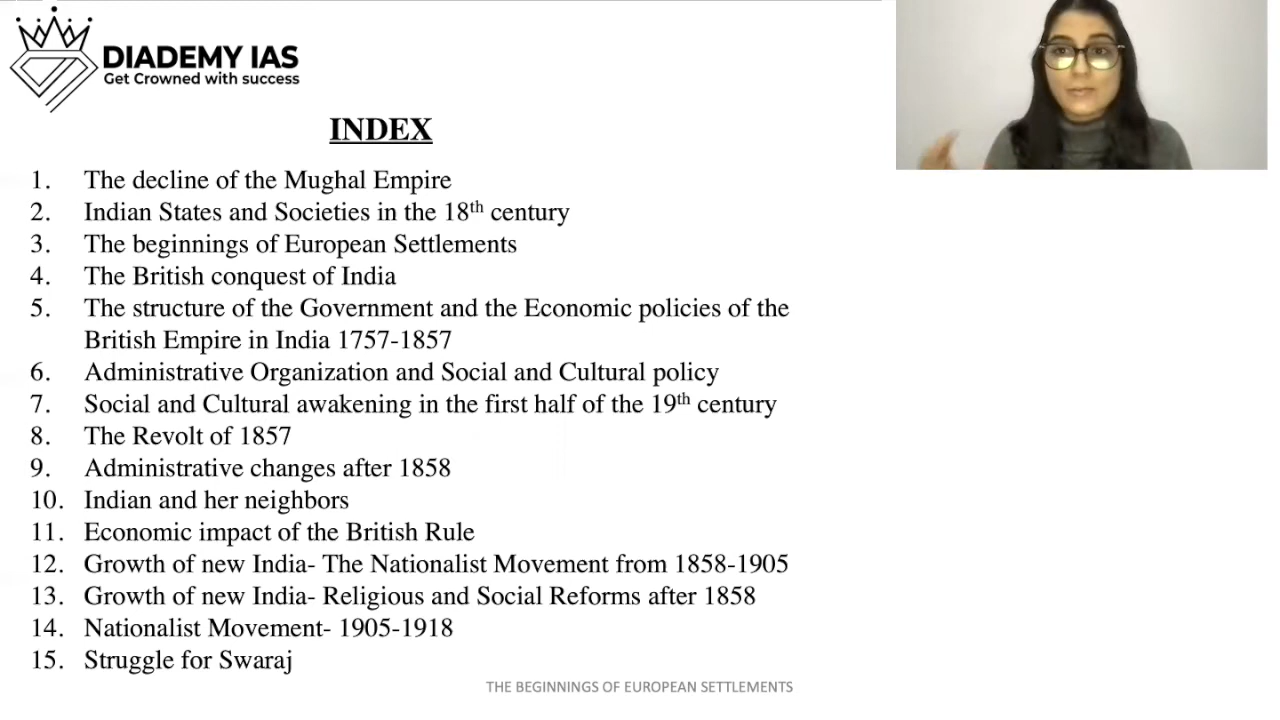 DIADEMY IAS
Get Crowned with success
INDEX
1. The decline of the Mughal Empire
2. Indian States and Societies in the 18th century
3. The beginnings of European Settlements
4. The British conquest of India
5. The structure of the Government and the Economic policies of the
British Empire in India 1757-1857
6. Administrative Organization and Social and Cultural policy
7. Social and Cultural awakening in the first half of the 19th century
8. The Revolt of 1857
9. Administrative changes after 1858
10. Indian and her neighbors
11. Economic impact of the British Rule
12. Growth of new India- The Nationalist Movement from 1858-1905
13. Growth of new India- Religious and Social Reforms after 1858
14. Nationalist Movement- 1905-1918
15. Struggle for Swaraj
THE BEGINNINGS OF EUROPEAN SETTLEMENTS